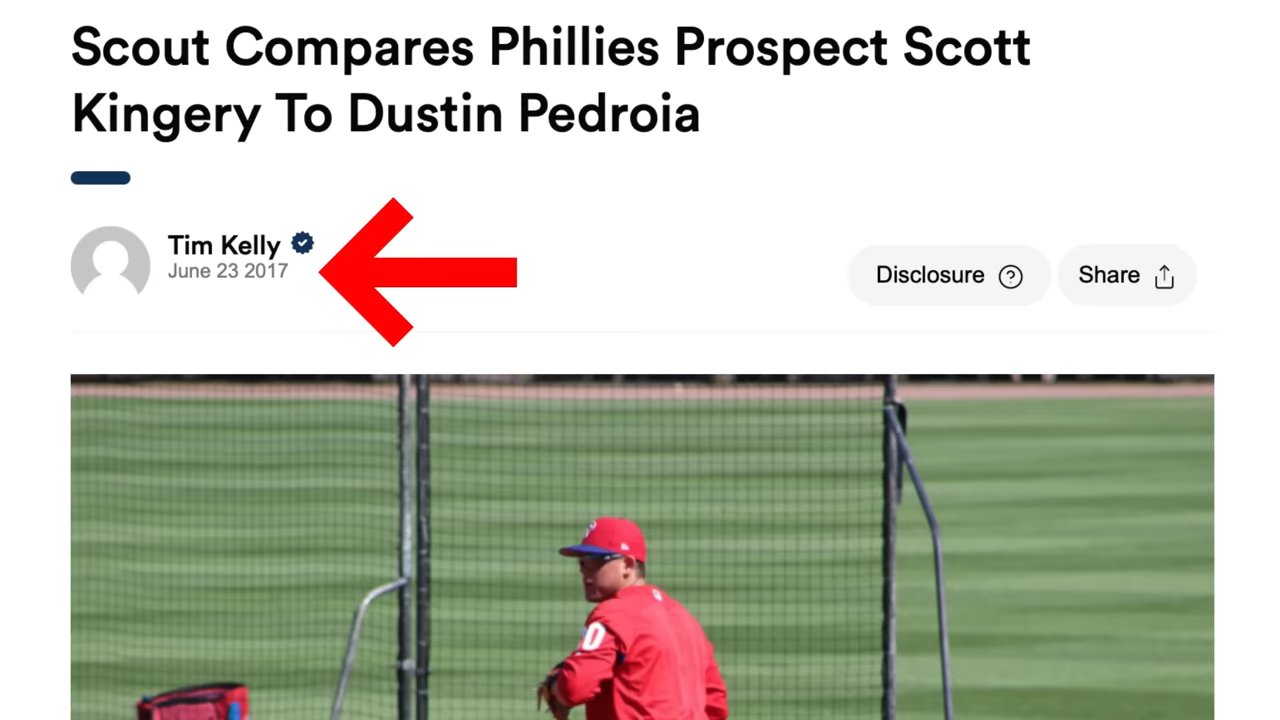 Scout Compares Phillies Prospect Scott
Kingery To Dustin Pedroia
Tim Kelly
June 23 2017
Disclosure
Share